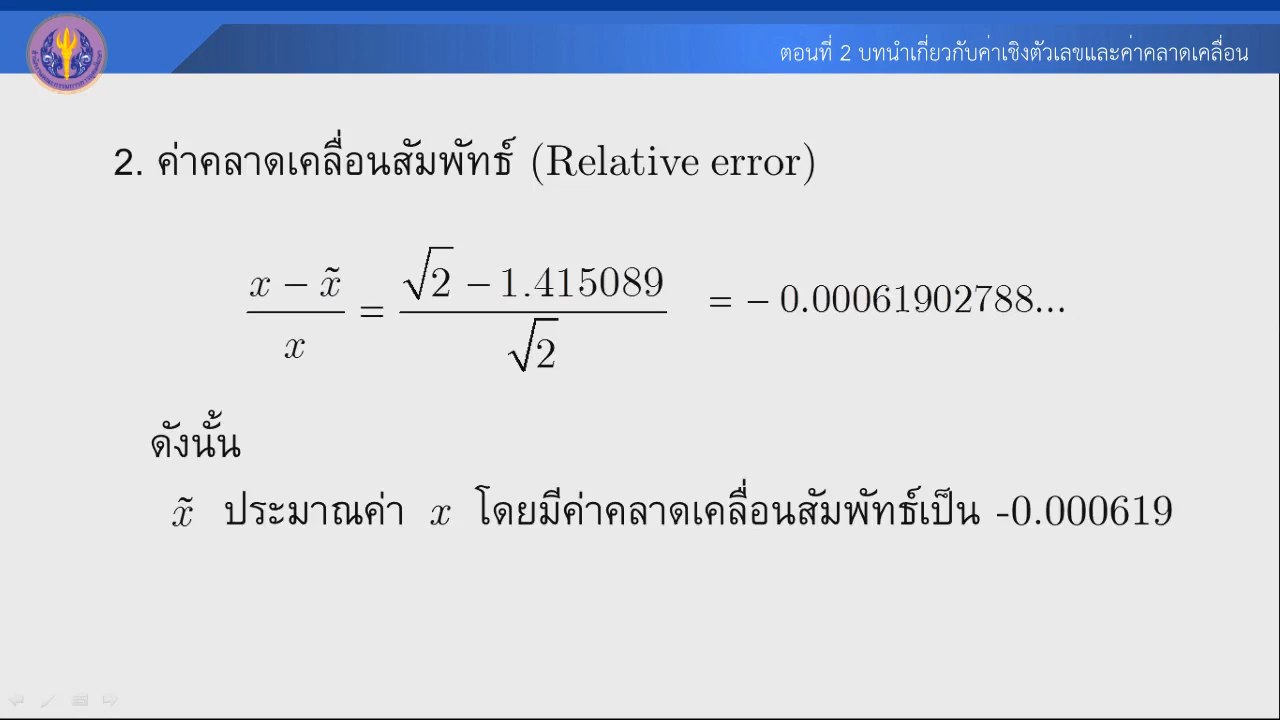 ตอนที่ 2 บทนำเกี่ยวกับค่าเชิงตัวเลขและค่าคลาดเคลื่อน
2. ค่าคลาดเคลื่อนสัมพัทธ์ (Relative error)
(x − x̃)/x = (√2 − 1.415089)/√2 = − 0.00061902788...
ดังนั้น
x̃ ประมาณค่า x โดยมีค่าคลาดเคลื่อนสัมพัทธ์เป็น -0.000619